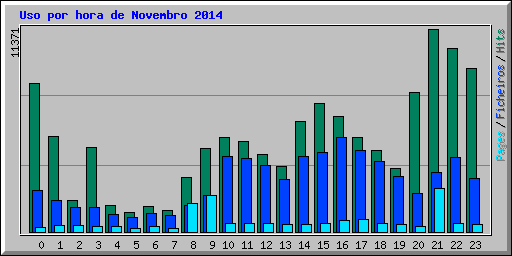 Uso por hora de Novembro 2014
11371
Pages / Ficheiros / Hits
0 1 2 3 4 5 6 7 8 9 10 11 12 13 14 15 16 17 18 19 20 21 22 23